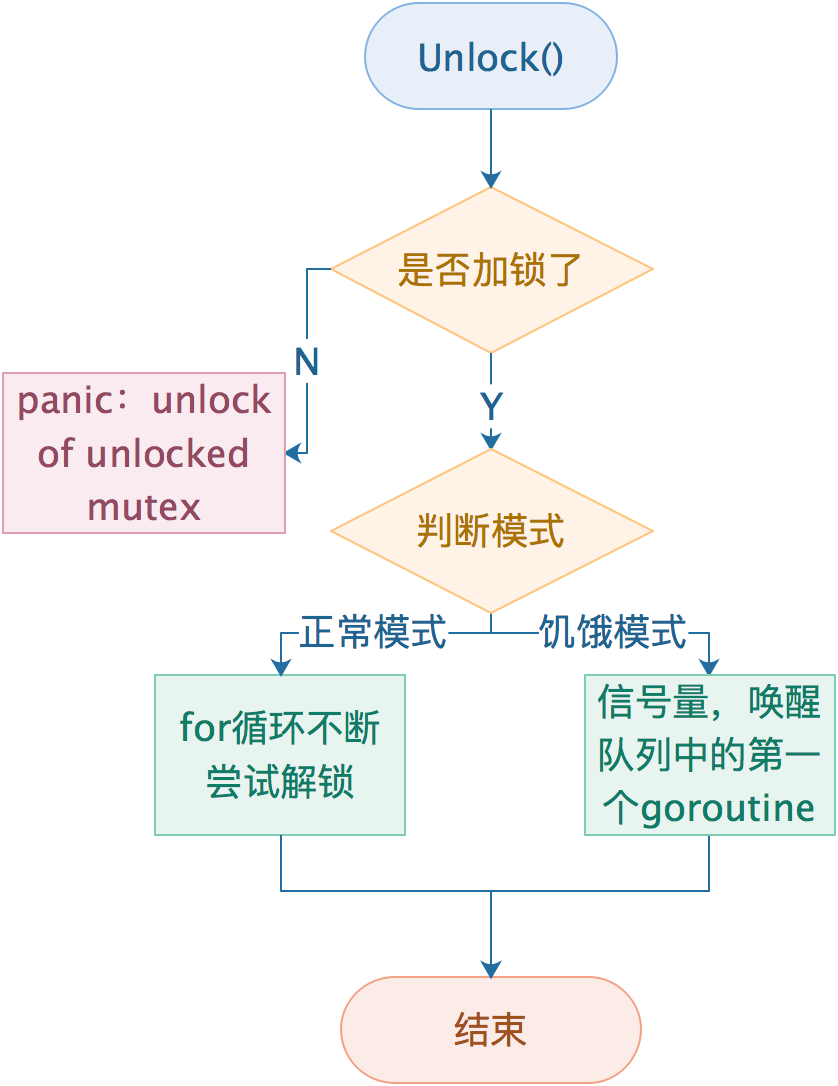 Unlock()
是否加锁了
N
panic：unlock
of unlocked
mutex
Y
判断模式
正常模式
饥饿模式
for循环不断
尝试解锁
信号量，唤醒
队列中的第一
个goroutine
结束